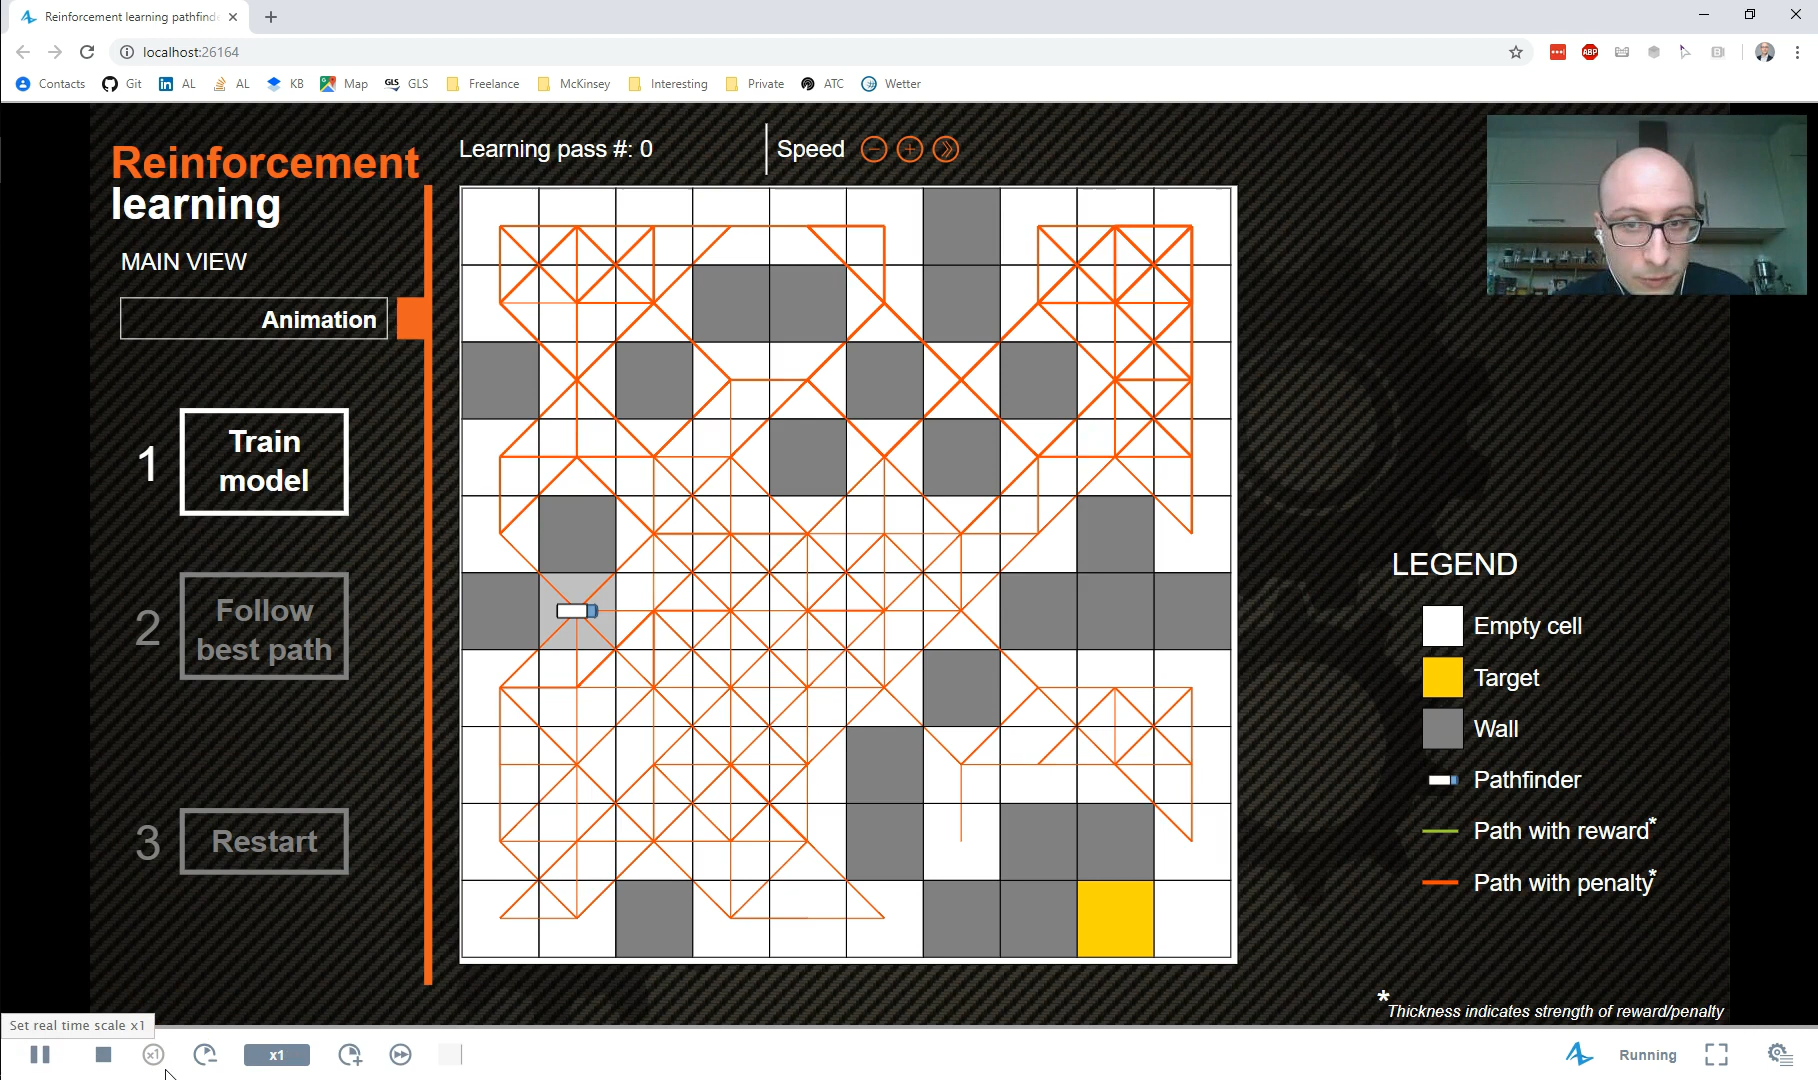 Reinforcement learning pathfind
localhost:26164
Contacts Git AL AL KB Map GLS Freelance McKinsey Interesting Private ATC Wetter
Reinforcement
learning
MAIN VIEW
Animation
Learning pass #: 0
Speed
1
Train
model
2
Follow
best path
3
Restart
LEGEND
Empty cell
Target
Wall
Pathfinder
Path with reward*
Path with penalty*
*Thickness indicates strength of reward/penalty
Set real time scale x1
x1
x1
Running